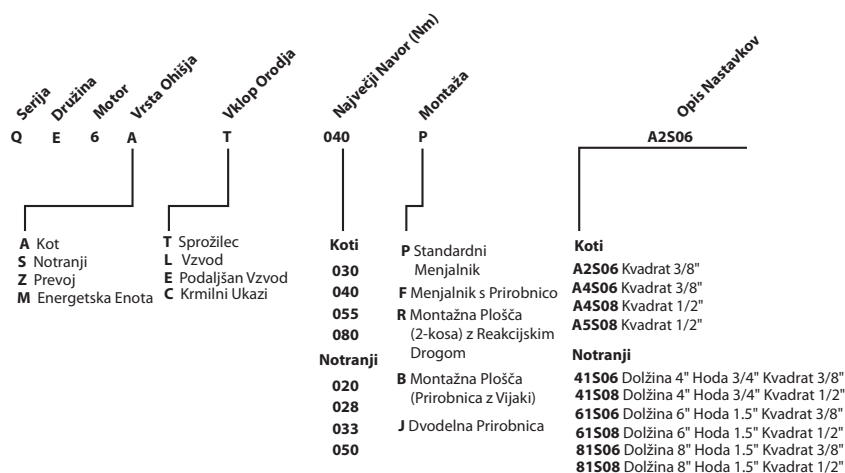 Serija
Družina
Motor
Vrsta Ohišja
Vklop Orodja
Največji Navor (Nm)
Montaža
Opis Nastavkov
Q E 6 A T 040 P A2S06
A Kot
S Notranji
Z Prevoj
M Energetska Enota
T Sprožilec
L Vzvod
E Podaljšan Vzvod
C Krmilni Ukazi
Koti
030
040
055
080
Notranji
020
028
033
050
P Standardni
Menjalnik
F Menjalnik s Prirobnico
R Montažna Plošča
(2-kosa) z Reakcijskim
Drogom
B Montažna Plošča
(Prirobnica z Vijaki)
J Dvodelna Prirobnica
Koti
A2S06 Kvadrat 3/8"
A4S06 Kvadrat 3/8"
A4S08 Kvadrat 1/2"
A5S08 Kvadrat 1/2"
Notranji
41S06 Dolžina 4" Hoda 3/4" Kvadrat 3/8"
41S08 Dolžina 4" Hoda 3/4" Kvadrat 1/2"
61S06 Dolžina 6" Hoda 1.5" Kvadrat 3/8"
61S08 Dolžina 6" Hoda 1.5" Kvadrat 1/2"
81S06 Dolžina 8" Hoda 1.5" Kvadrat 3/8"
81S08 Dolžina 8" Hoda 1.5" Kvadrat 1/2"